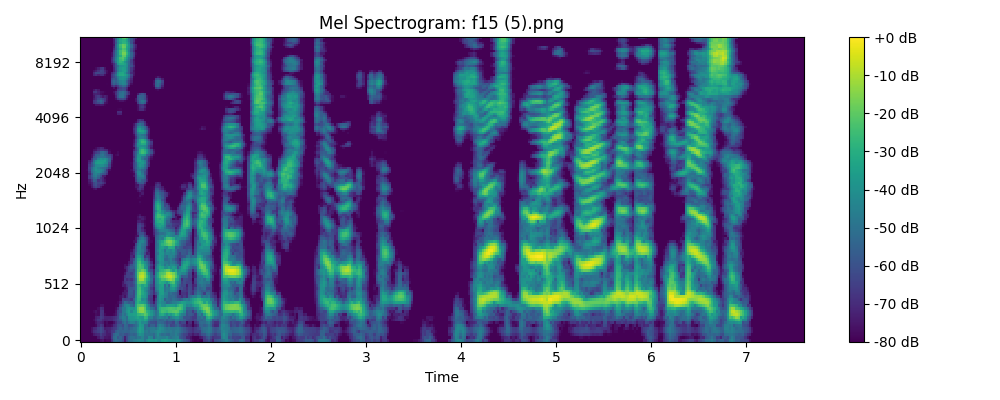 Mel Spectrogram: f15 (5).png
Hz
8192
4096
2048
1024
512
0
0 1 2 3 4 5 6 7
Time
+0 dB
-10 dB
-20 dB
-30 dB
-40 dB
-50 dB
-60 dB
-70 dB
-80 dB